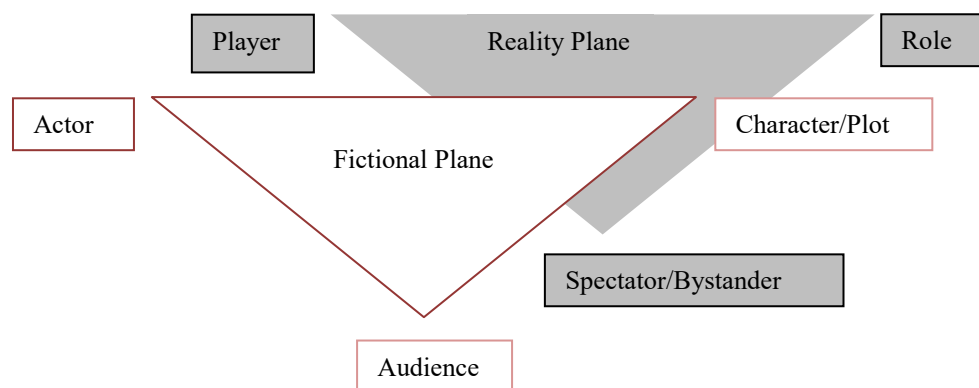 Player
Reality Plane
Role
Actor
Character/Plot
Fictional Plane
Spectator/Bystander
Audience